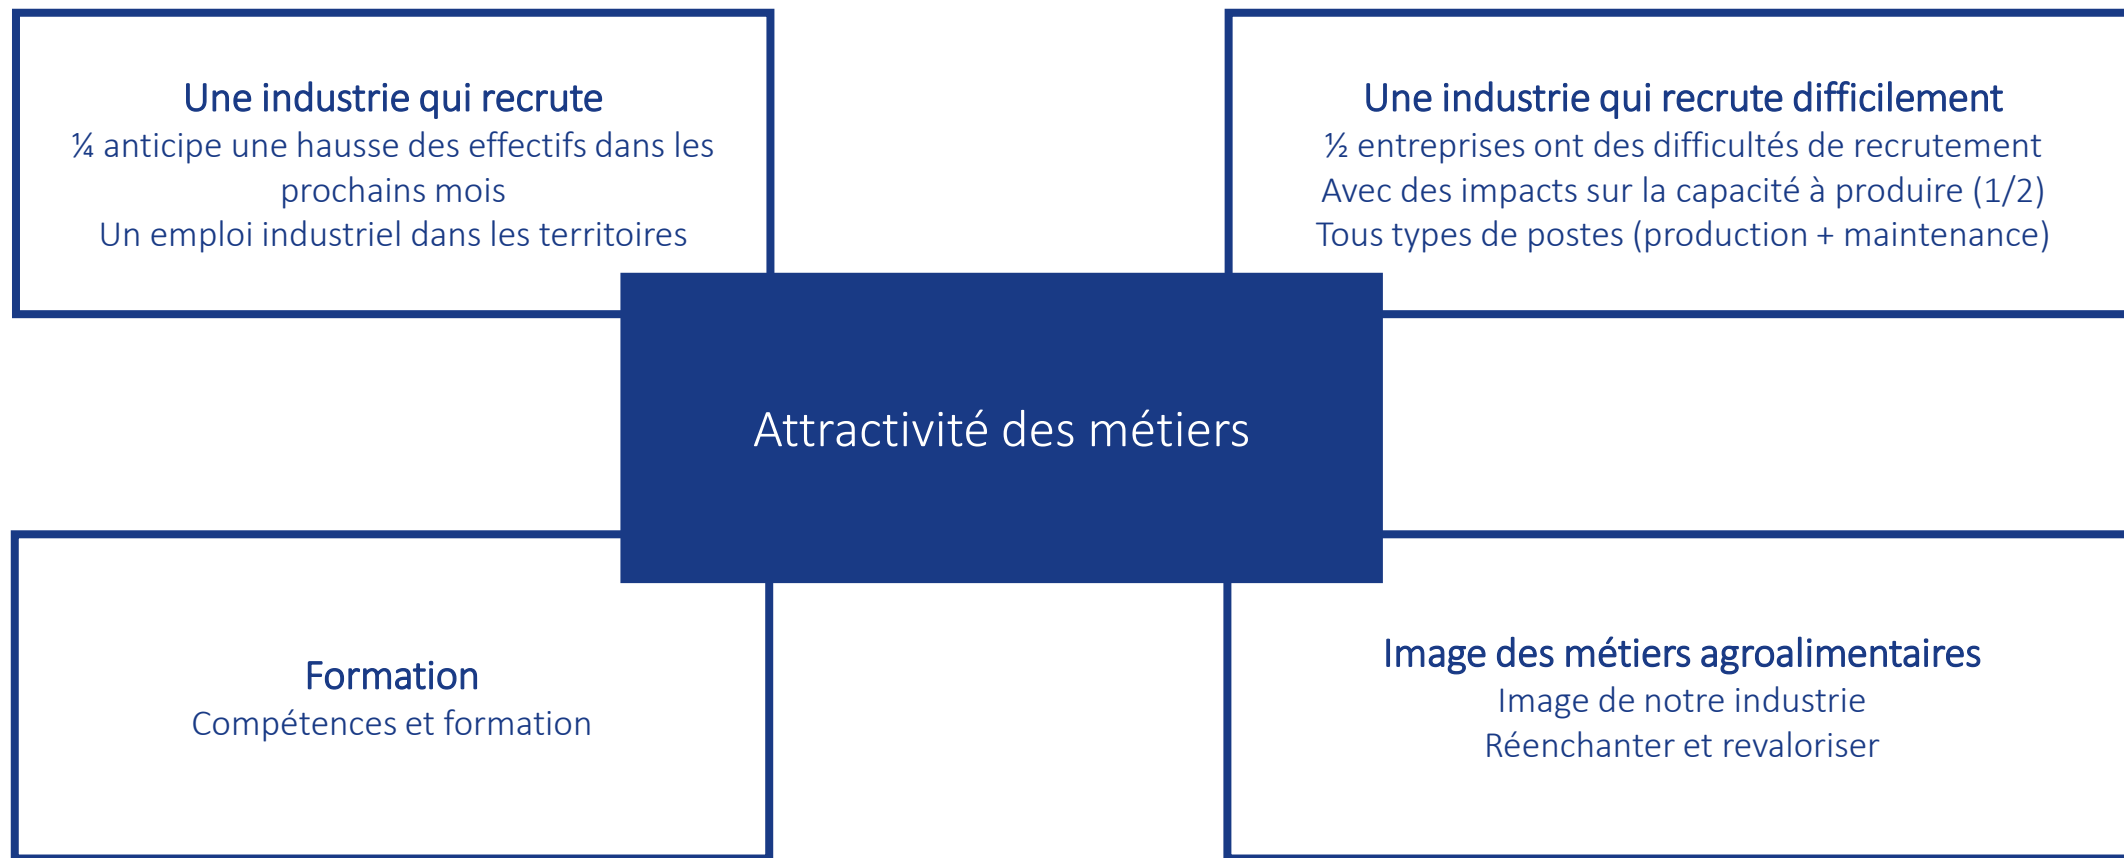 Une industrie qui recrute
¼ anticipe une hausse des effectifs dans les
prochains mois
Un emploi industriel dans les territoires
Une industrie qui recrute difficilement
½ entreprises ont des difficultés de recrutement
Avec des impacts sur la capacité à produire (1/2)
Tous types de postes (production + maintenance)
Attractivité des métiers
Formation
Compétences et formation
Image des métiers agroalimentaires
Image de notre industrie
Réenchanter et revaloriser